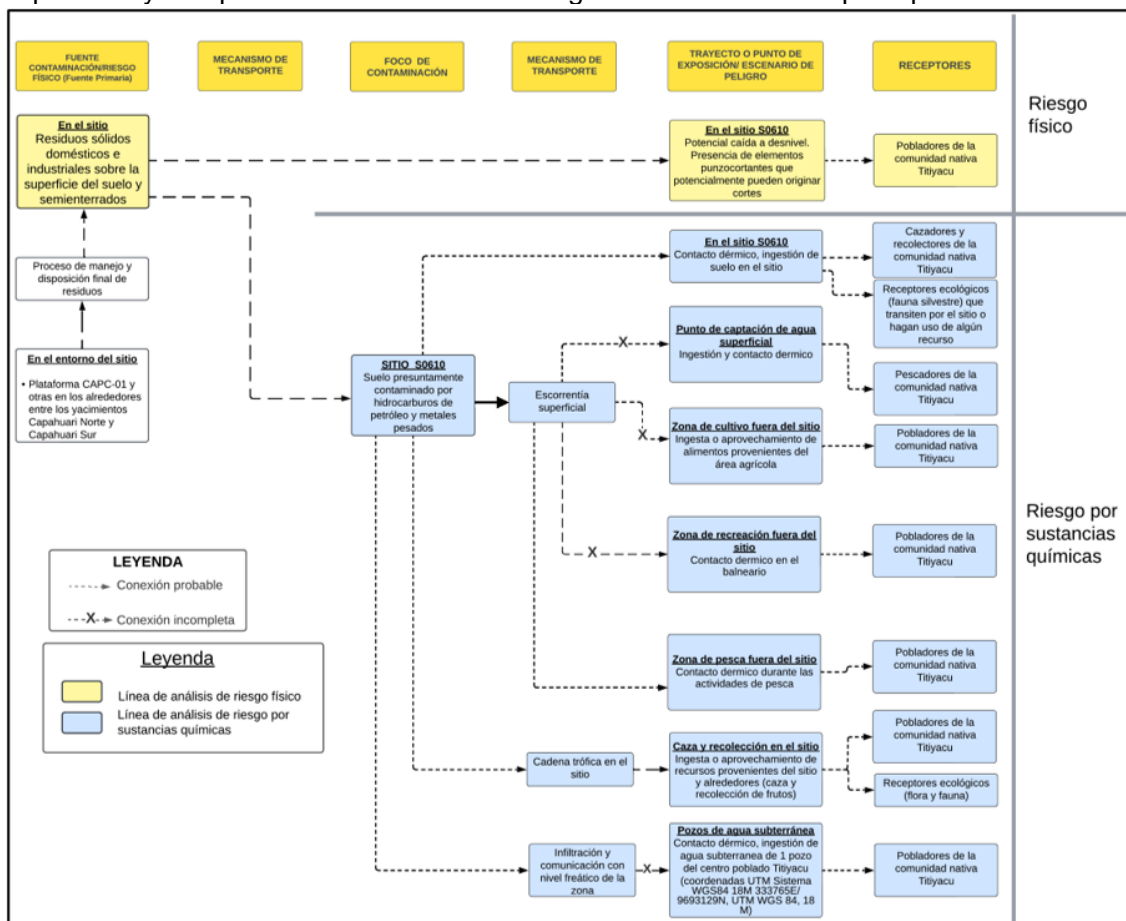 FUENTE
CONTAMINACIÓN/RIESGO
FÍSICO (Fuente Primaria)
MECANISMO DE
TRANSPORTE
FOCO DE
CONTAMINACIÓN
MECANISMO DE
TRANSPORTE
TRAYECTO O PUNTO DE
EXPOSICIÓN/ ESCENARIO DE
PELIGRO
RECEPTORES
Riesgo
físico
En el sitio
Residuos sólidos
domésticos e
industriales sobre la
superficie del suelo y
semienterrados
En el sitio S0610
Potencial caída a desnivel.
Presencia de elementos
punzocortantes que
potencialmente pueden originar
cortes
Pobladores de la
comunidad nativa
Titiyacu
Proceso de manejo y
disposición final de
residuos
En el entorno del sitio
• Plataforma CAPC-01 y
otras en los alrededores
entre los yacimientos
Capahuari Norte y
Capahuari Sur
SITIO S0610
Suelo presuntamente
contaminado por
hidrocarburos de
petróleo y metales
pesados
Escorrentía
superficial
En el sitio S0610
Contacto dérmico, ingestión de
suelo en el sitio
Cazadores y
recolectores de la
comunidad nativa
Titiyacu
Receptores ecológicos
(fauna silvestre) que
transiten por el sitio o
hagan uso de algún
recurso
X
Punto de captación de agua
superficial
Ingestión y contacto dermico
Pescadores de la
comunidad nativa
Titiyacu
X
Zona de cultivo fuera del sitio
Ingesta o aprovechamiento de
alimentos provenientes del
área agrícola
Pobladores de la
comunidad nativa
Titiyacu
X
Zona de recreación fuera del
sitio
Contacto dermico en el
balneario
Pobladores de la
comunidad nativa
Titiyacu
Riesgo por
sustancias
químicas
Zona de pesca fuera del sitio
Contacto dermico durante las
actividades de pesca
Pobladores de la
comunidad nativa
Titiyacu
Cadena trófica en el
sitio
Caza y recolección en el sitio
Ingesta o aprovechamiento de
recursos provenientes del sitio
y alrededores (caza y
recolección de frutos)
Pobladores de la
comunidad nativa
Titiyacu
Receptores ecológicos
(flora y fauna)
Infiltración y
comunicación con
nivel freático de la
zona
X
Pozos de agua subterránea
Contacto dérmico, ingestión de
agua subterranea de 1 pozo
del centro poblado Titiyacu
(coordenadas UTM Sistema
WGS84 18M 333765E/
9693129N, UTM WGS 84, 18
M)
Pobladores de la
comunidad nativa
Titiyacu
LEYENDA
Conexión probable
X Conexión incompleta
Leyenda
Línea de análisis de riesgo físico
Línea de análisis de riesgo por
sustancias químicas